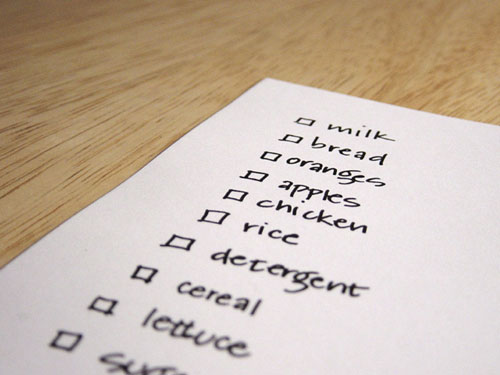 ☐ milk
☐ bread
☐ oranges
☐ apples
☐ chicken
☐ rice
☐ detergent
☐ cereal
☐ lettuce